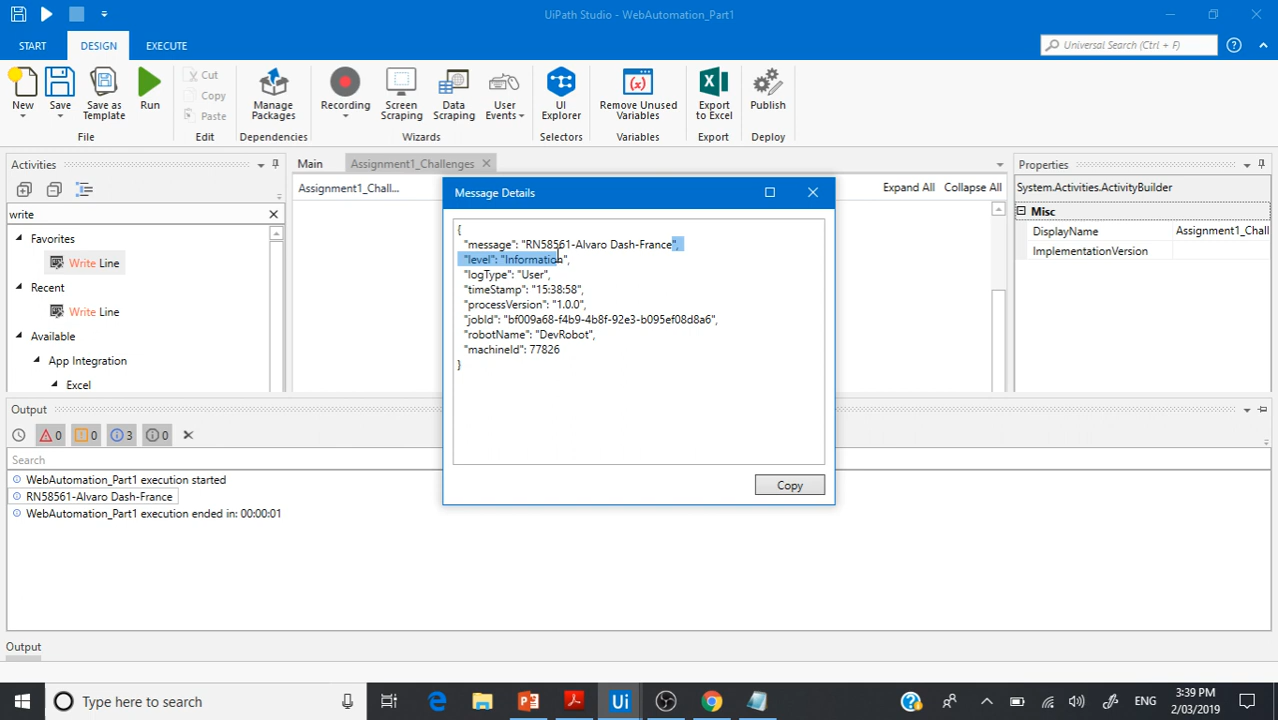 UiPath Studio - WebAutomation_Part1
START DESIGN EXECUTE
Universal Search (Ctrl + F)
New Save Save as Template Run
Cut
Copy
Paste
Manage Packages
Recording Screen Scraping Data Scraping User Events
UI Explorer
Remove Unused Variables
Export to Excel
Publish
File Edit Dependencies Wizards Selectors Variables Export Deploy
Activities
Main Assignment1_Challenges
Properties
Assignment1_Chall...
Expand All Collapse All
System.Activities.ActivityBuilder
write
Misc
DisplayName Assignment1_Chall
ImplementationVersion
Favorites
Write Line
Recent
Write Line
Available
App Integration
Excel
Message Details
{
"message": "RN58561-Alvaro Dash-France",
"level": "Information",
"logType": "User",
"timeStamp": "15:38:58",
"processVersion": "1.0.0",
"jobId": "bf009a68-f4b9-4b8f-92e3-b095ef08d8a6",
"robotName": "DevRobot",
"machineId": 77826
}
Copy
Output
0 0 3 0
Search
WebAutomation_Part1 execution started
RN58561-Alvaro Dash-France
WebAutomation_Part1 execution ended in: 00:00:01
Output
Type here to search
Ui
ENG
3:39 PM
2/03/2019